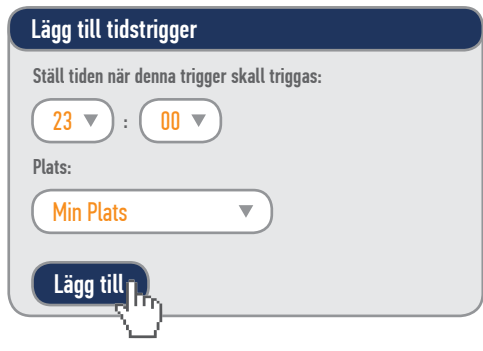 Lägg till tidstrigger
Ställ tiden när denna trigger skall triggas:
23 : 00
Plats:
Min Plats
Lägg till